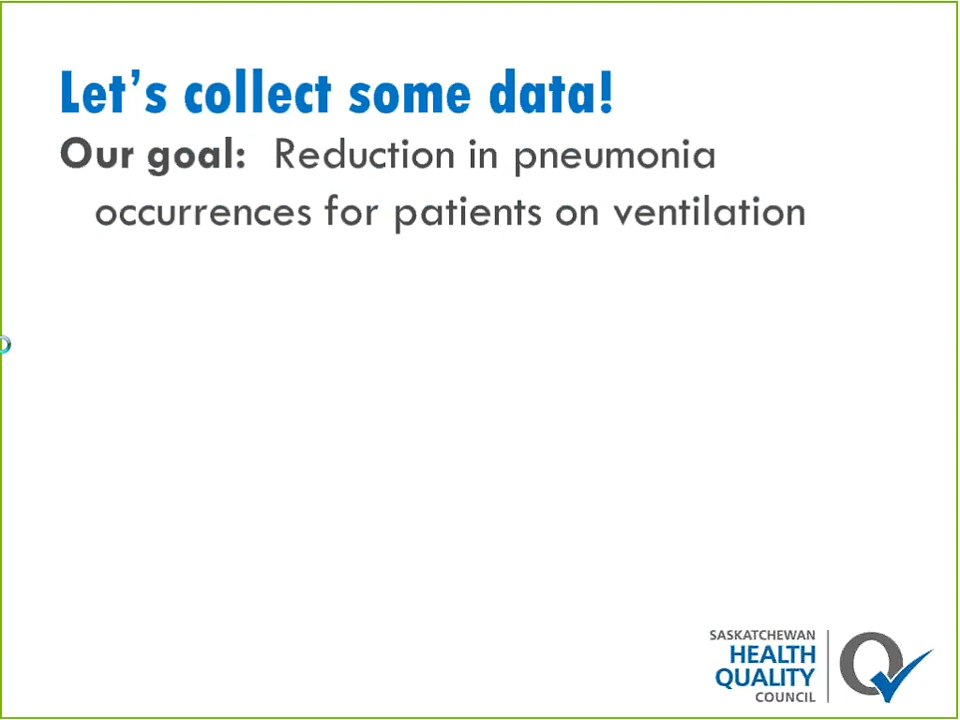 Let's collect some data!
Our goal: Reduction in pneumonia
occurrences for patients on ventilation
SASKATCHEWAN
HEALTH
QUALITY
COUNCIL